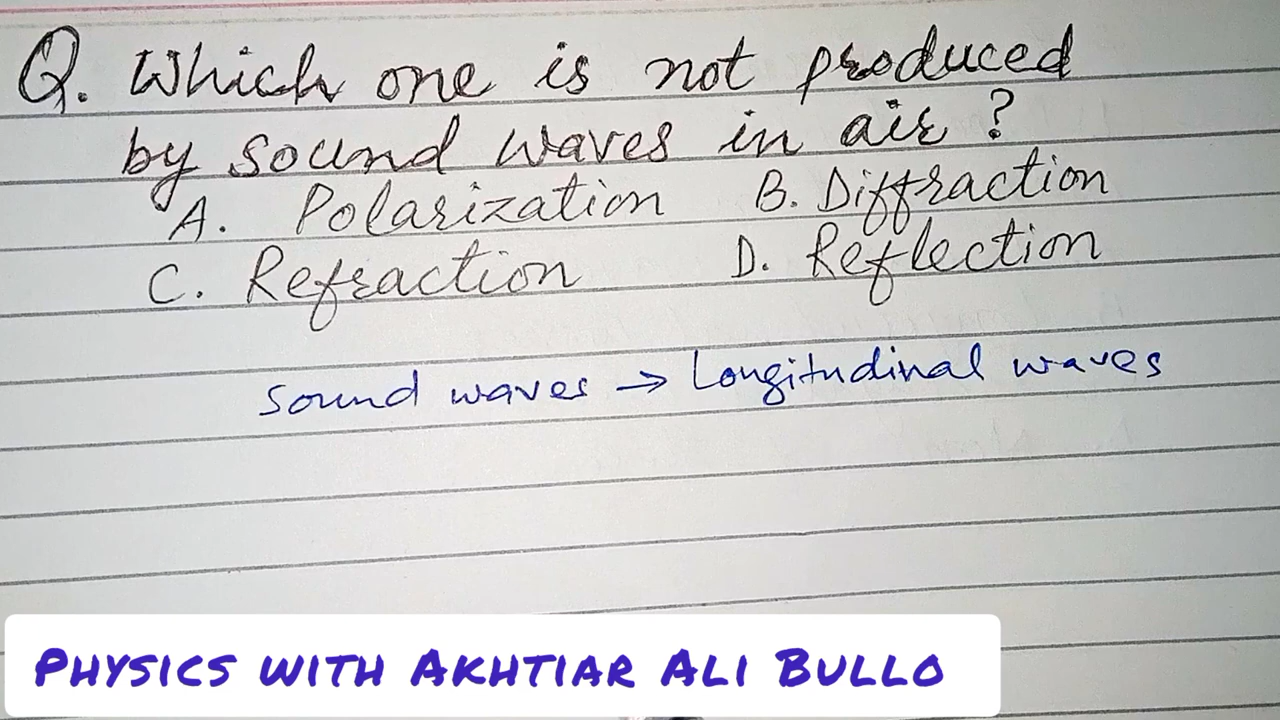 Q. Which one is not produced
by sound waves in air ?
A. Polarization B. Diffraction
C. Refraction D. Reflection
Sound waves → Longitudinal waves
PHYSICS WITH AKHTIAR ALI BULLO